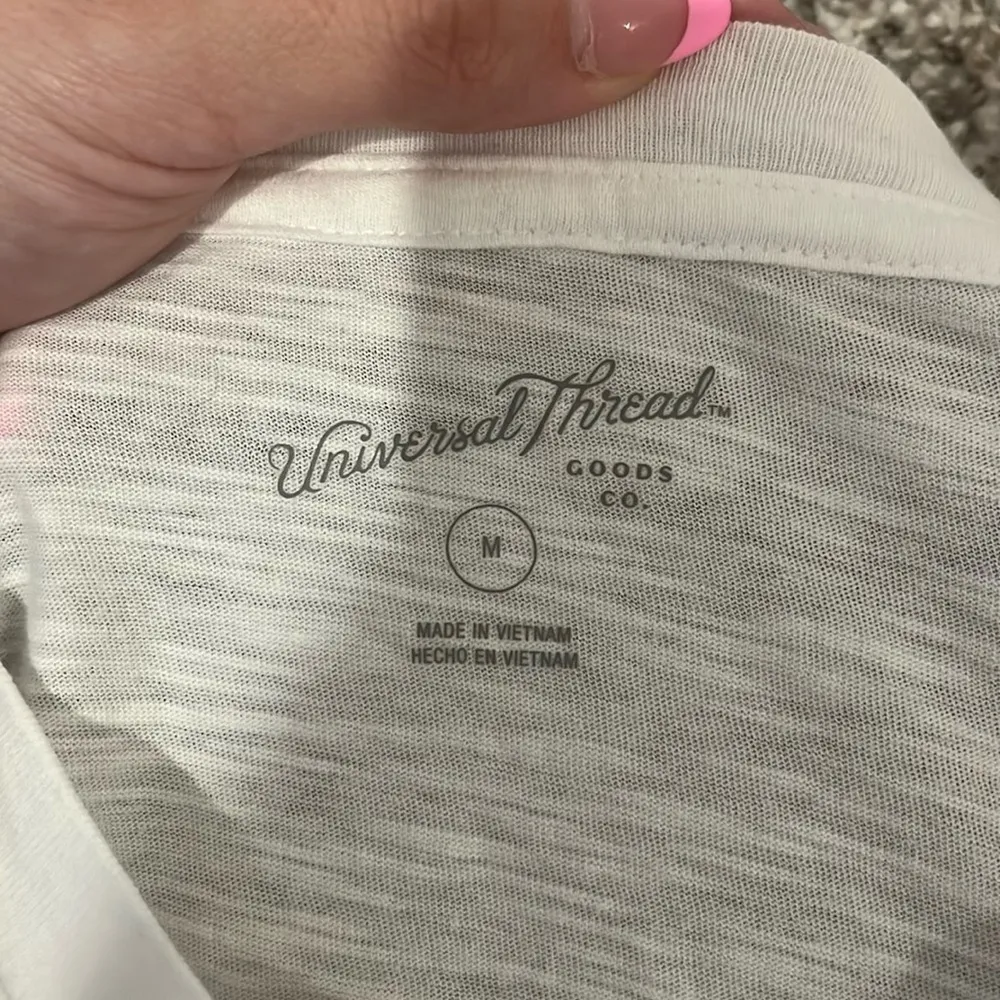 Universal Thread™
GOODS
CO.
M
MADE IN VIETNAM
HECHO EN VIETNAM